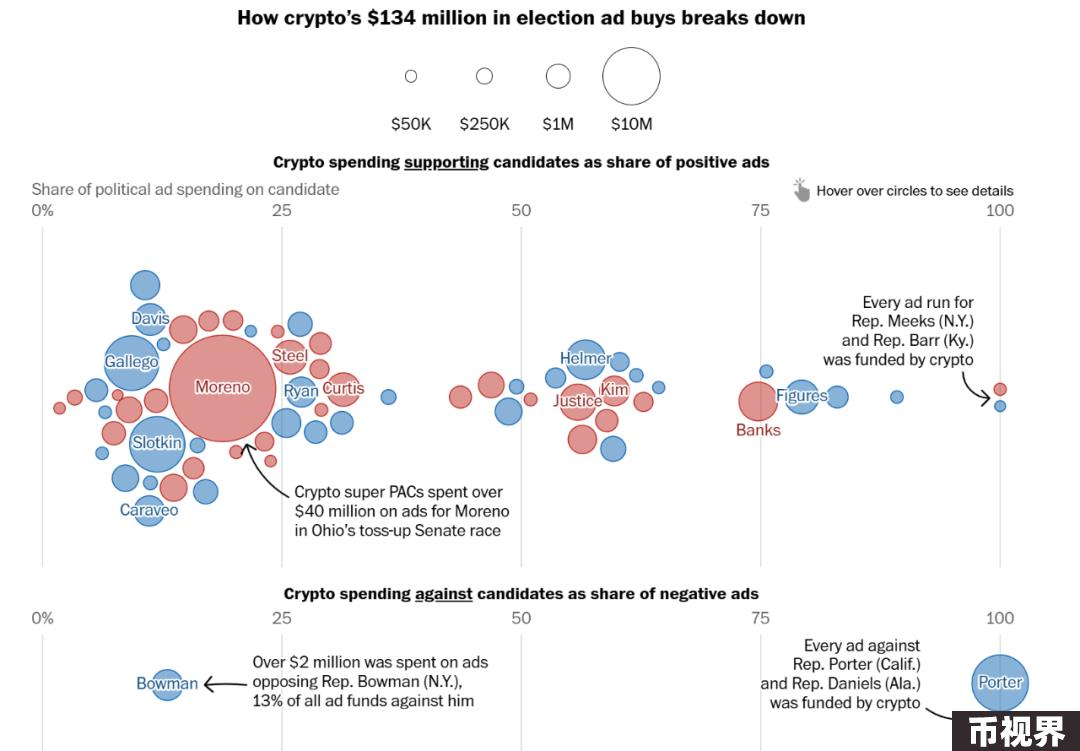 How crypto’s $134 million in election ad buys breaks down
$50K $250K $1M $10M
Crypto spending supporting candidates as share of positive ads
Share of political ad spending on candidate
Hover over circles to see details
0% 25 50 75 100
Davis
Gallego
Moreno
Steel
Ryan
Curtis
Slotkin
Caraveo
Helmer
Justice
Kim
Figures
Banks
Every ad run for
Rep. Meeks (N.Y.)
and Rep. Barr (Ky.)
was funded by crypto
Crypto super PACs spent over
$40 million on ads for Moreno
in Ohio’s toss-up Senate race
Crypto spending against candidates as share of negative ads
0% 25 50 75 100
Bowman
Over $2 million was spent on ads
opposing Rep. Bowman (N.Y.),
13% of all ad funds against him
Every ad against
Rep. Porter (Calif.)
and Rep. Daniels (Ala.)
was funded by crypto
Porter
币视界